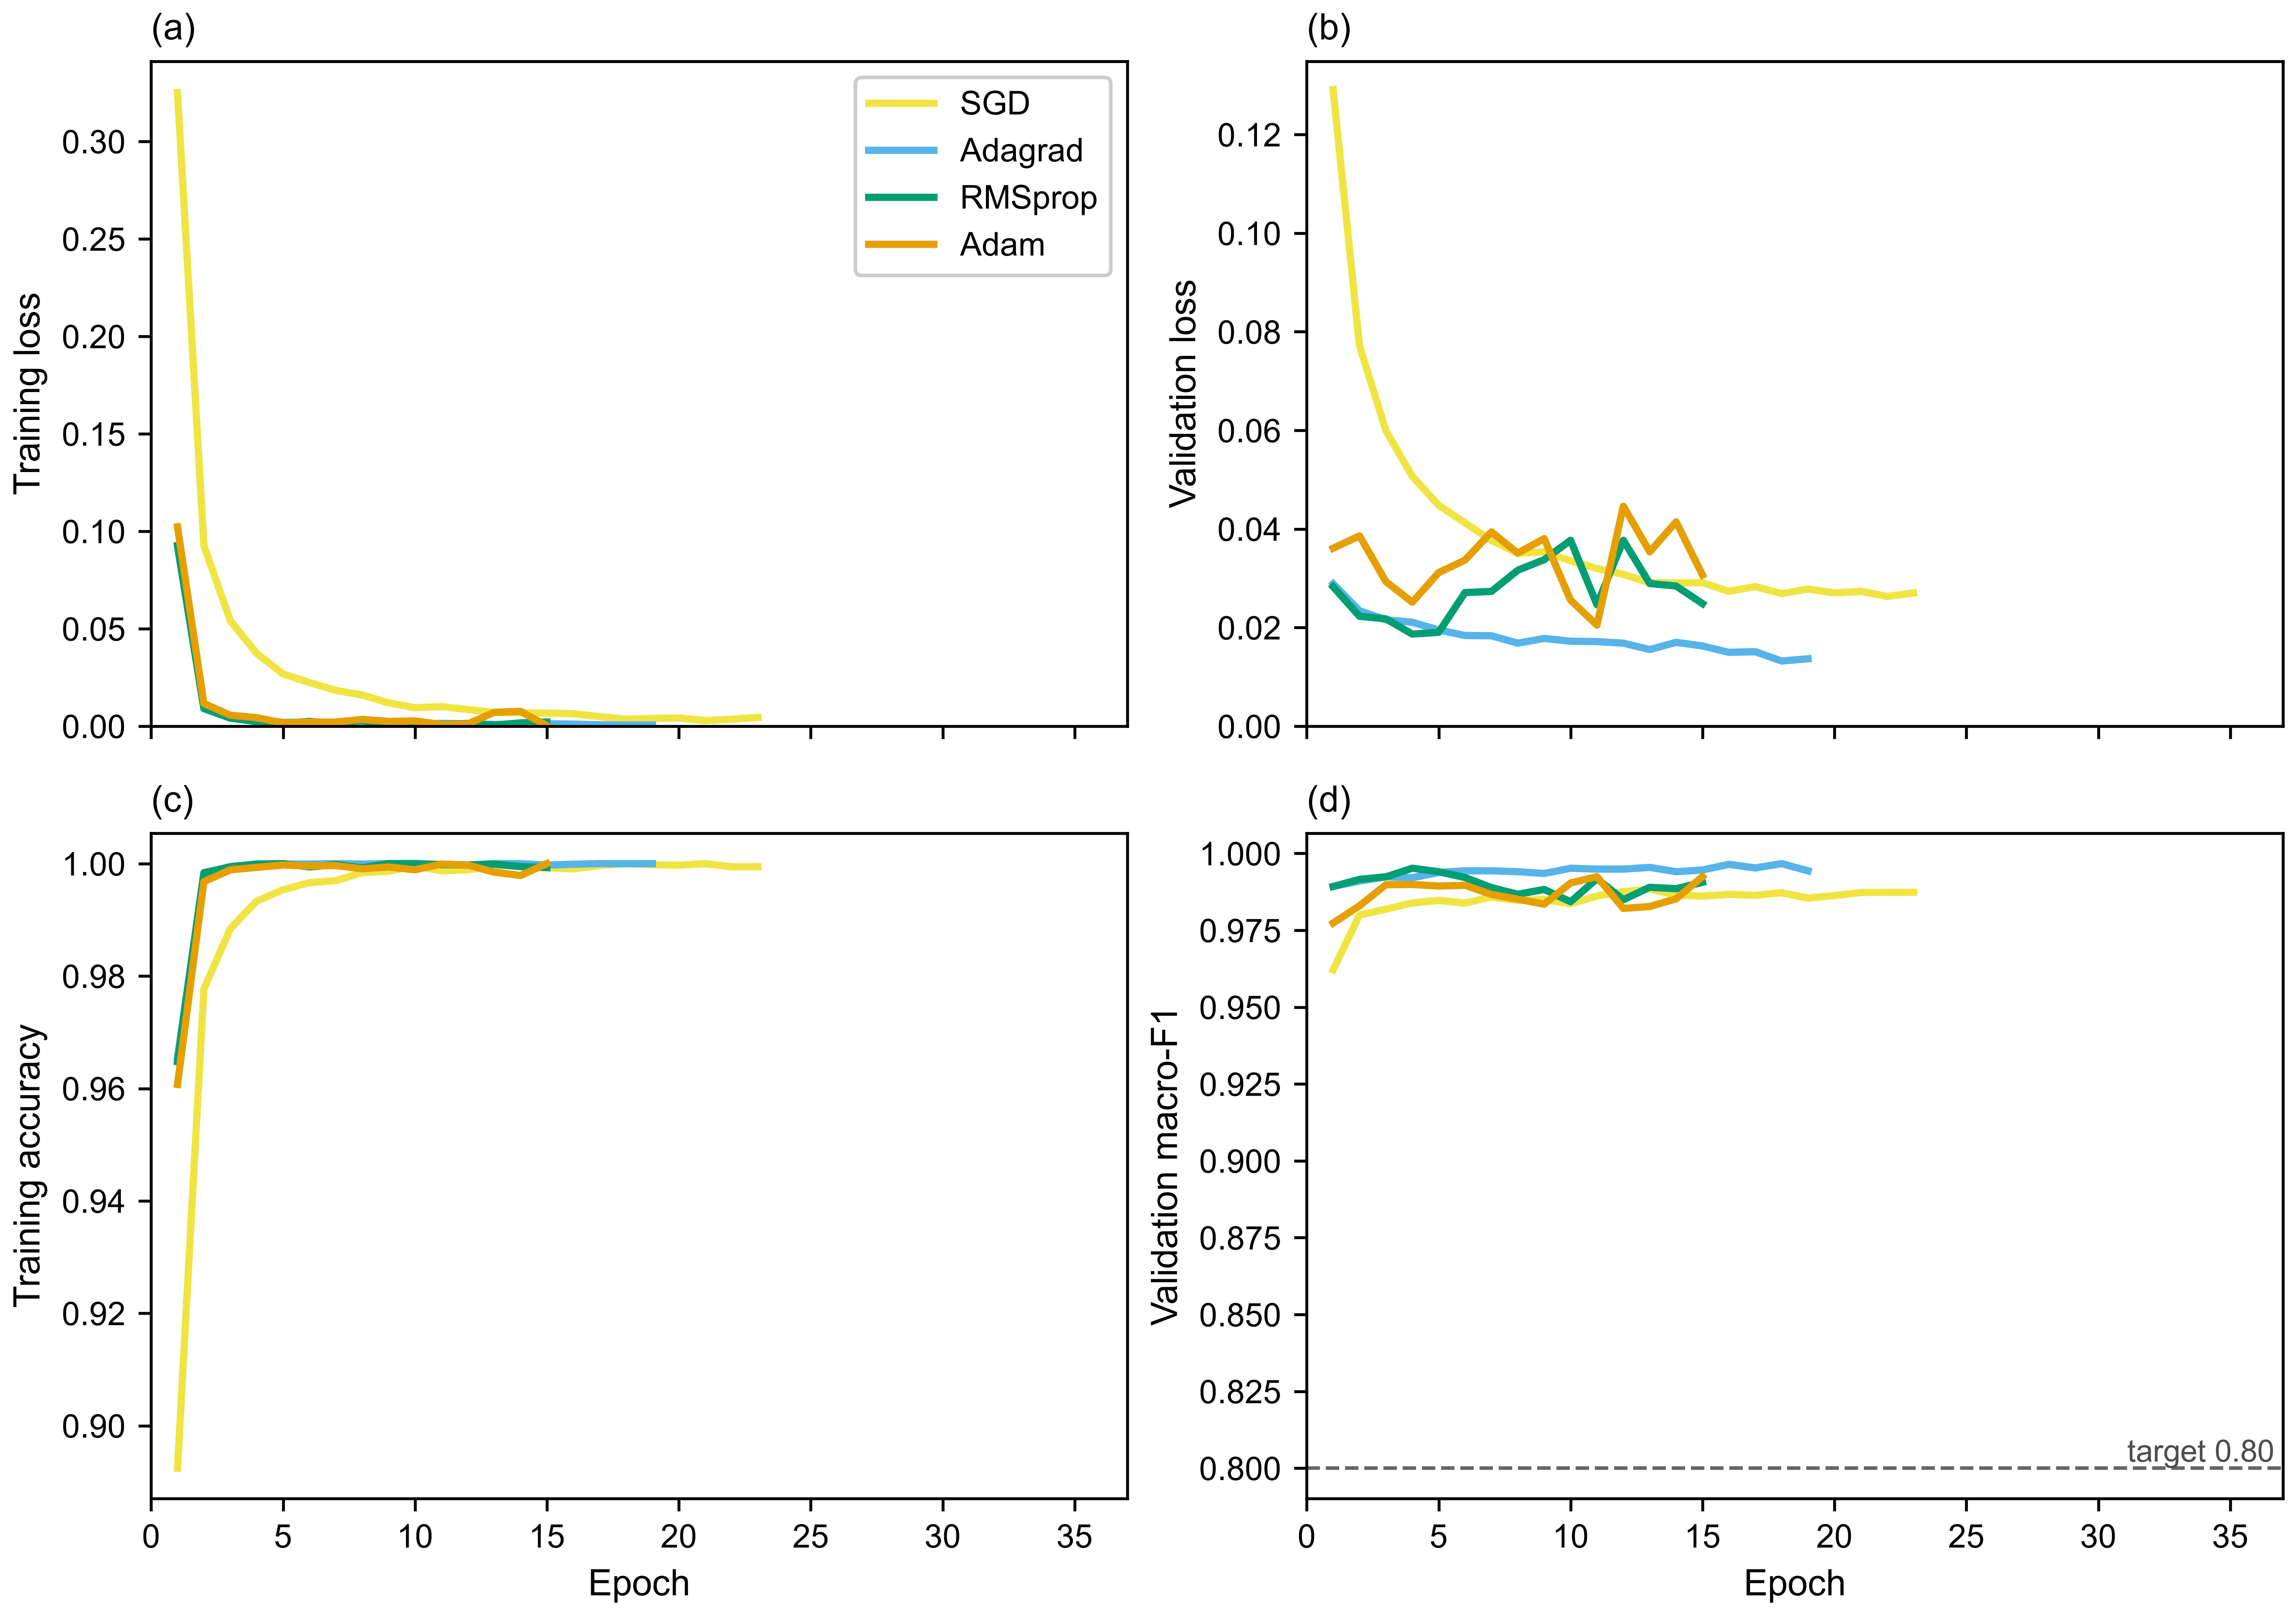 (a)
0.30
0.25
0.20
0.15
0.10
0.05
0.00
Training loss
SGD
Adagrad
RMSprop
Adam
(b)
0.12
0.10
0.08
0.06
0.04
0.02
0.00
Validation loss
(c)
1.00
0.98
0.96
0.94
0.92
0.90
Training accuracy
0 5 10 15 20 25 30 35
Epoch
(d)
1.000
0.975
0.950
0.925
0.900
0.875
0.850
0.825
0.800
Validation macro-F1
target 0.80
0 5 10 15 20 25 30 35
Epoch